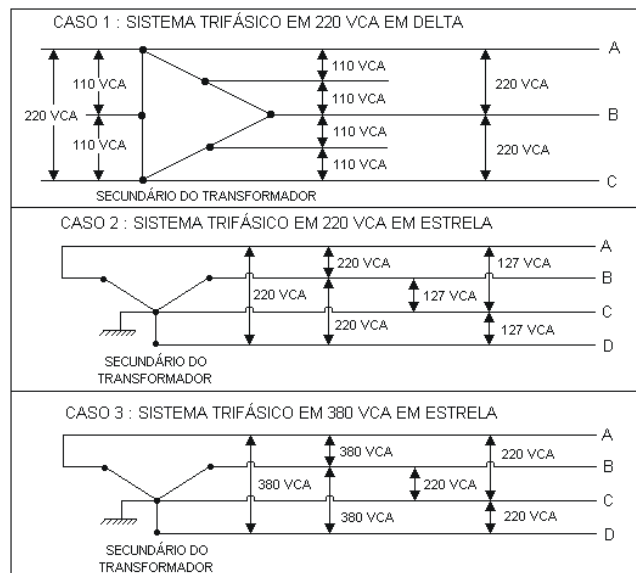 CASO 1 : SISTEMA TRIFÁSICO EM 220 VCA EM DELTA
A
110 VCA
110 VCA
110 VCA
220 VCA
220 VCA
B
110 VCA
110 VCA
220 VCA
110 VCA
C
SECUNDÁRIO DO TRANSFORMADOR
CASO 2 : SISTEMA TRIFÁSICO EM 220 VCA EM ESTRELA
A
220 VCA
127 VCA
B
220 VCA
127 VCA
C
220 VCA
127 VCA
D
SECUNDÁRIO DO
TRANSFORMADOR
CASO 3 : SISTEMA TRIFÁSICO EM 380 VCA EM ESTRELA
A
380 VCA
220 VCA
B
380 VCA
220 VCA
C
380 VCA
220 VCA
D
SECUNDÁRIO DO
TRANSFORMADOR